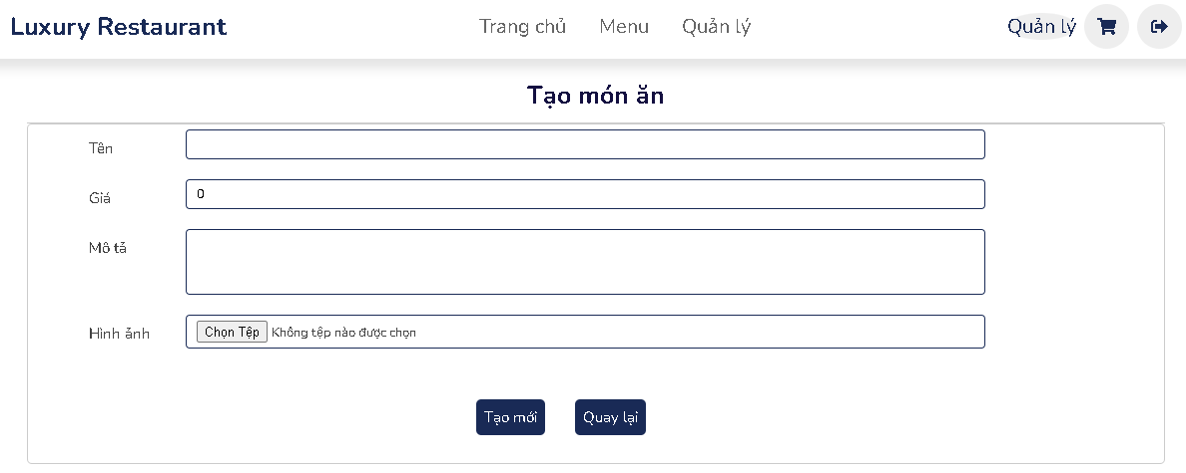 Luxury Restaurant Trang chủ Menu Quản lý Quản lý
Tạo món ăn
Tên
Giá 0
Mô tả
Hình ảnh Chọn Tệp Không tệp nào được chọn
Tạo mới Quay lại